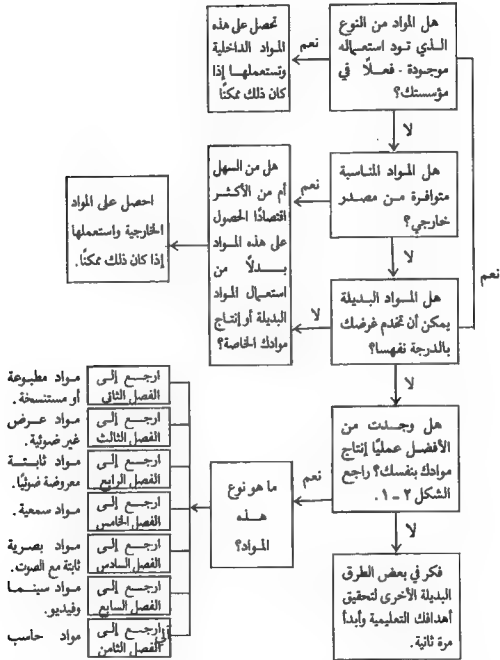 هل المواد من النوع
الذي تود استعماله
موجودة - فعلًا في
مؤسستك؟
نعم
تحصل على هذه
المواد الداخلية
وتستعملها إذا
كان ذلك ممكنًا
لا
هل المواد المناسبة
متوافرة من مصدر
خارجي؟
نعم
هل من السهل
أم من الأكثر
اقتصادًا الحصول
على هذه المواد
بدلًا من
استعمال المواد
البديلة أو إنتاج
موادك الخاصة؟
احصل على المواد
الخارجية واستعملها
إذا كان ذلك ممكنًا.
لا
نعم
هل المواد البديلة
يمكن أن تخدم غرضك
بالدرجة نفسها؟
لا
لا
هل وجدت من
الأفضل عمليًا إنتاج
موادك بنفسك؟ راجع
الشكل ٢ - ١.
نعم
ما هو نوع
هذه
المواد؟
ارجع إلى
الفصل الثاني
مواد مطبوعة
أو مستنسخة.
ارجع إلى
الفصل الثالث
مواد عرض
غير ضوئية.
ارجع إلى
الفصل الرابع
مواد ثابتة
معروضة ضوئيًا.
ارجع إلى
الفصل الخامس
مواد سمعية.
ارجع إلى
الفصل السادس
مواد بصرية
ثابتة مع الصوت.
ارجع إلى
الفصل السابع
مواد سينما
وفيديو.
ارجع إلى
الفصل الثامن
مواد حاسب آلي
لا
فكر في بعض الطرق
البديلة الأخرى لتحقيق
أهدافك التعليمية وأبدأ
مرة ثانية.